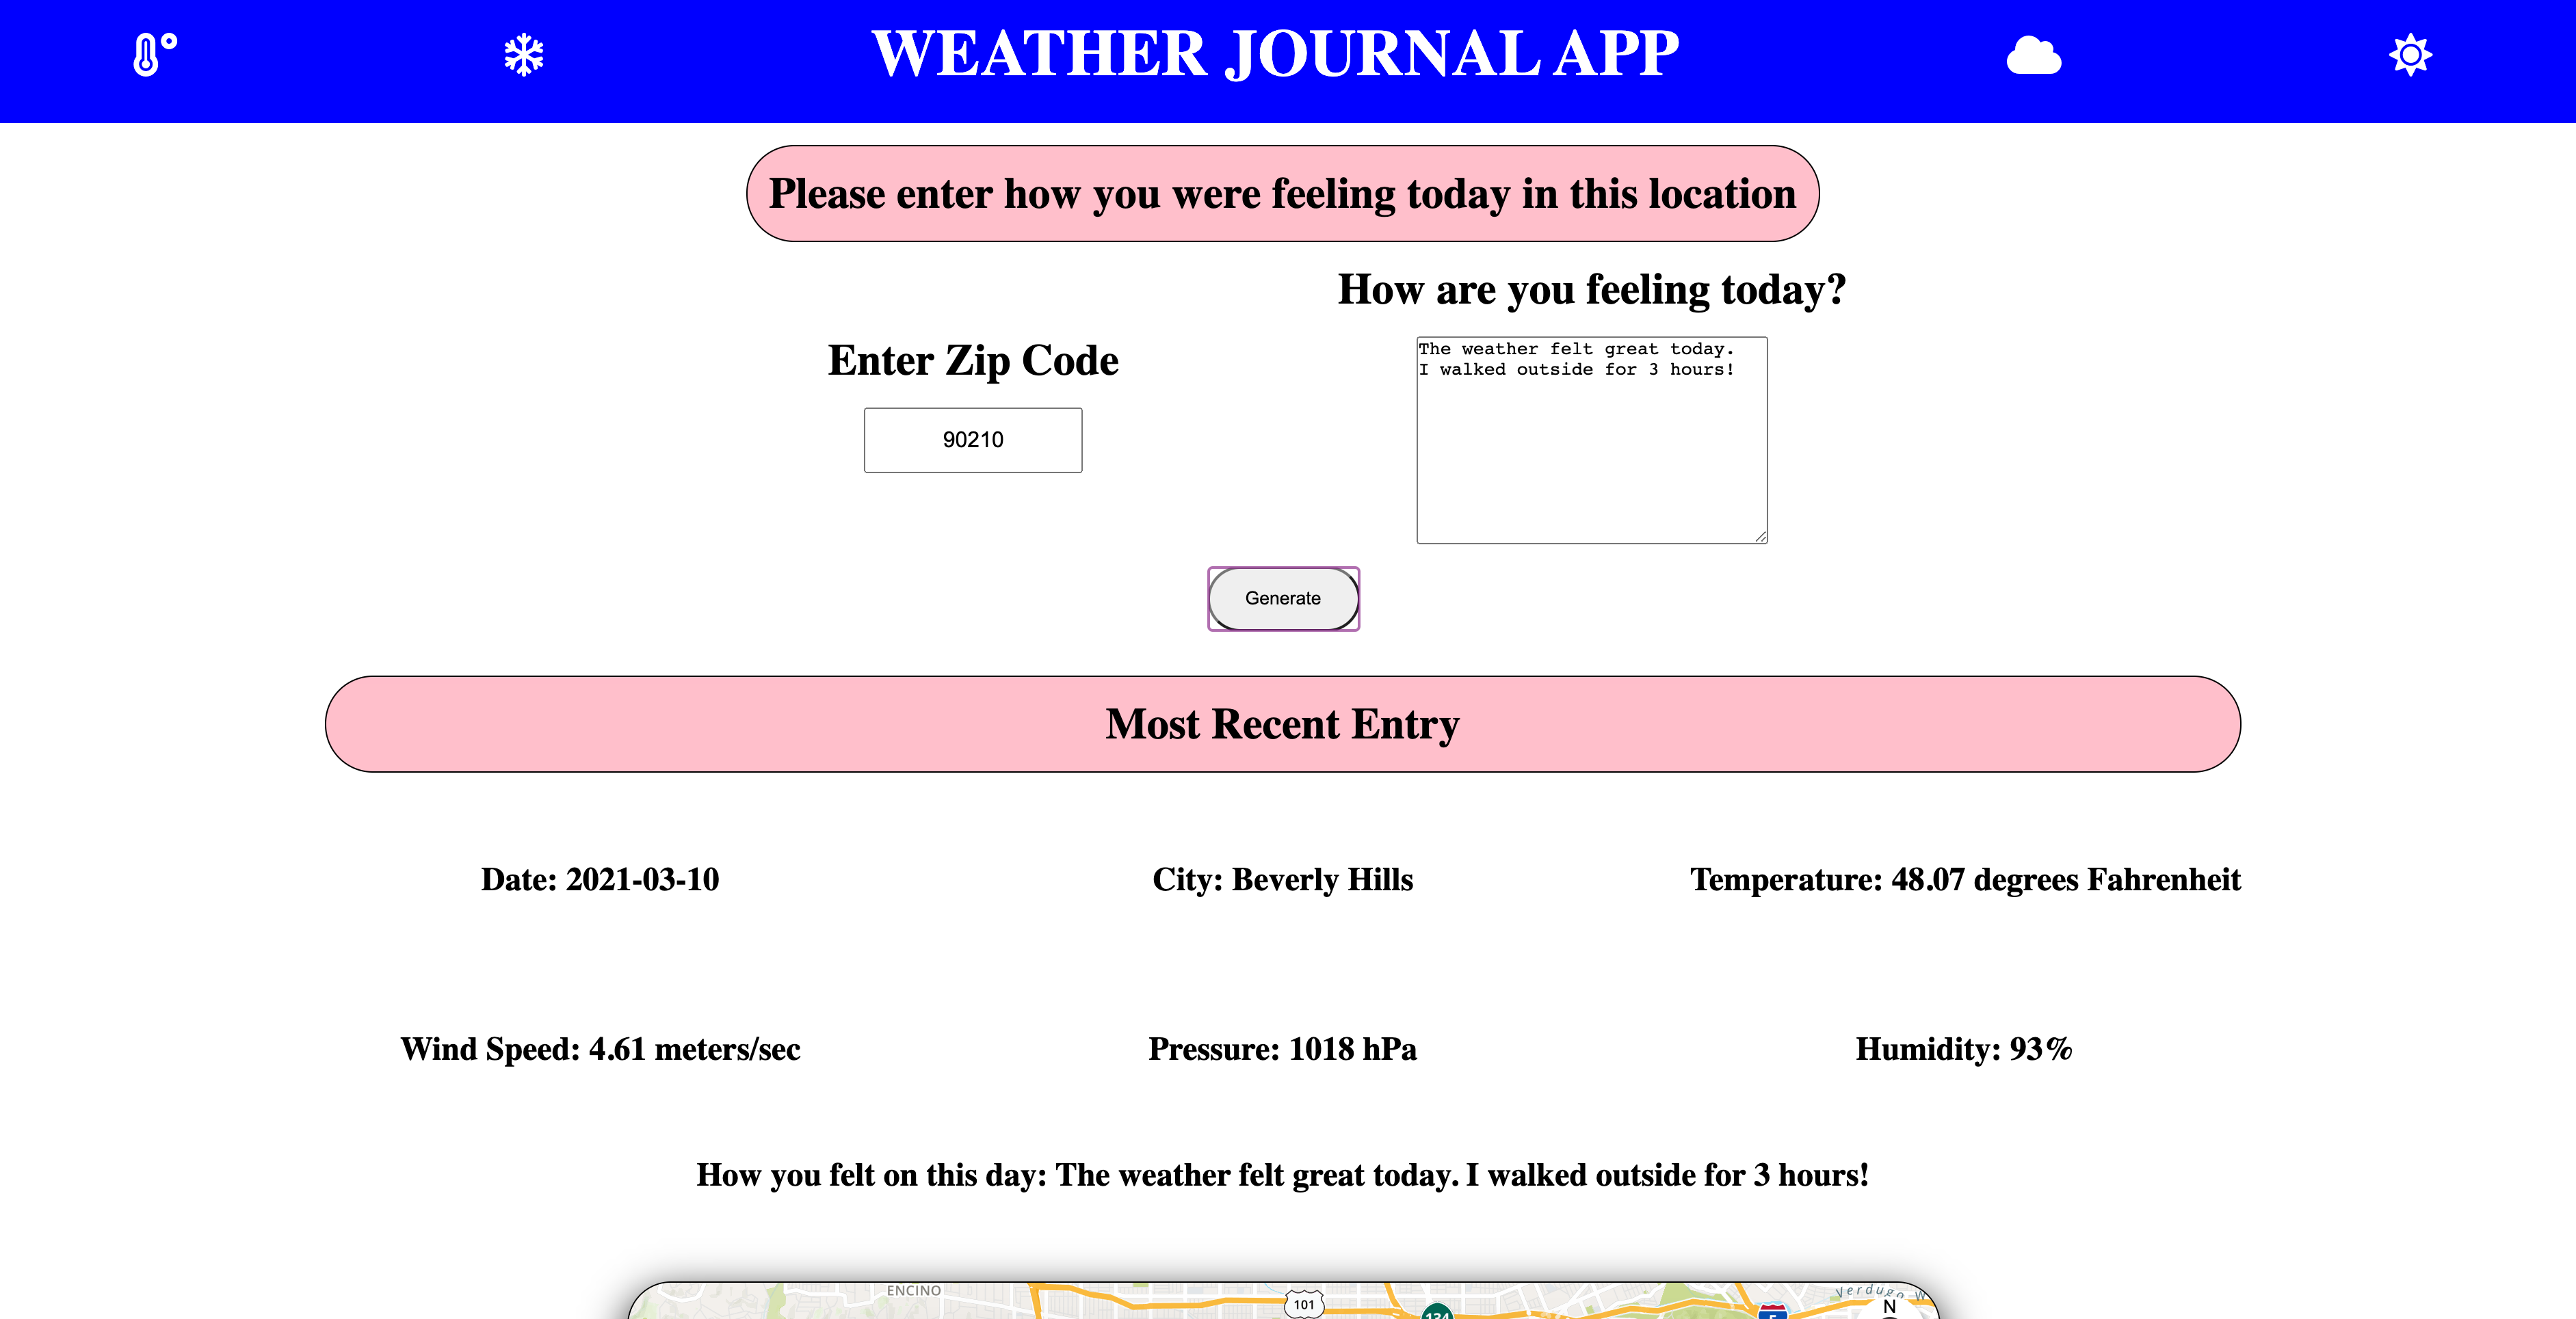 WEATHER JOURNAL APP
Please enter how you were feeling today in this location
How are you feeling today?
Enter Zip Code
The weather felt great today.
I walked outside for 3 hours!
90210
Generate
Most Recent Entry
Date: 2021-03-10
City: Beverly Hills
Temperature: 48.07 degrees Fahrenheit
Wind Speed: 4.61 meters/sec
Pressure: 1018 hPa
Humidity: 93%
How you felt on this day: The weather felt great today. I walked outside for 3 hours!
ENCINO
101
134
5
Verdugo W
N